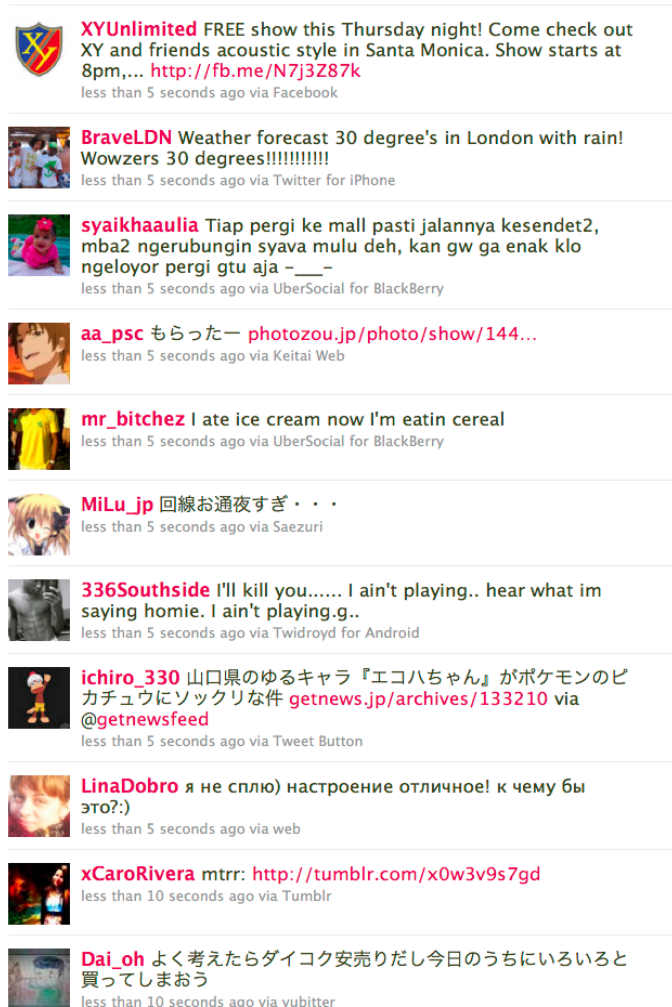 XY
XYUnlimited FREE show this Thursday night! Come check out
XY and friends acoustic style in Santa Monica. Show starts at
8pm,... http://fb.me/N7j3Z87k
less than 5 seconds ago via Facebook
BraveLDN Weather forecast 30 degree's in London with rain!
Wowzers 30 degrees!!!!!!!!!!!
less than 5 seconds ago via Twitter for iPhone
syaikhaaulia Tiap pergi ke mall pasti jalannya kesendet2,
mba2 ngerubungin syava mulu deh, kan gw ga enak klo
ngeloyor pergi gtu aja -___-
less than 5 seconds ago via UberSocial for BlackBerry
aa_psc もらったー photozou.jp/photo/show/144...
less than 5 seconds ago via Keitai Web
mr_bitchez I ate ice cream now I'm eatin cereal
less than 5 seconds ago via UberSocial for BlackBerry
MiLu_jp 回線お通夜すぎ・・・
less than 5 seconds ago via Saezuri
336Southside I'll kill you...... I ain't playing.. hear what im
saying homie. I ain't playing.g..
less than 5 seconds ago via Twidroyd for Android
ichiro_330 山口県のゆるキャラ『エコハちゃん』がポケモンのピ
カチュウにソックリな件 getnews.jp/archives/133210 via
@getnewsfeed
less than 5 seconds ago via Tweet Button
LinaDobro я не сплю) настроение отличное! к чему бы
это?:)
less than 5 seconds ago via web
xCaroRivera mtrr: http://tumblr.com/x0w3v9s7gd
less than 10 seconds ago via Tumblr
Dai_oh よく考えたらダイコク安売りだし今日のうちにいろいろと
買ってしまおう
less than 10 seconds ago via yubitter